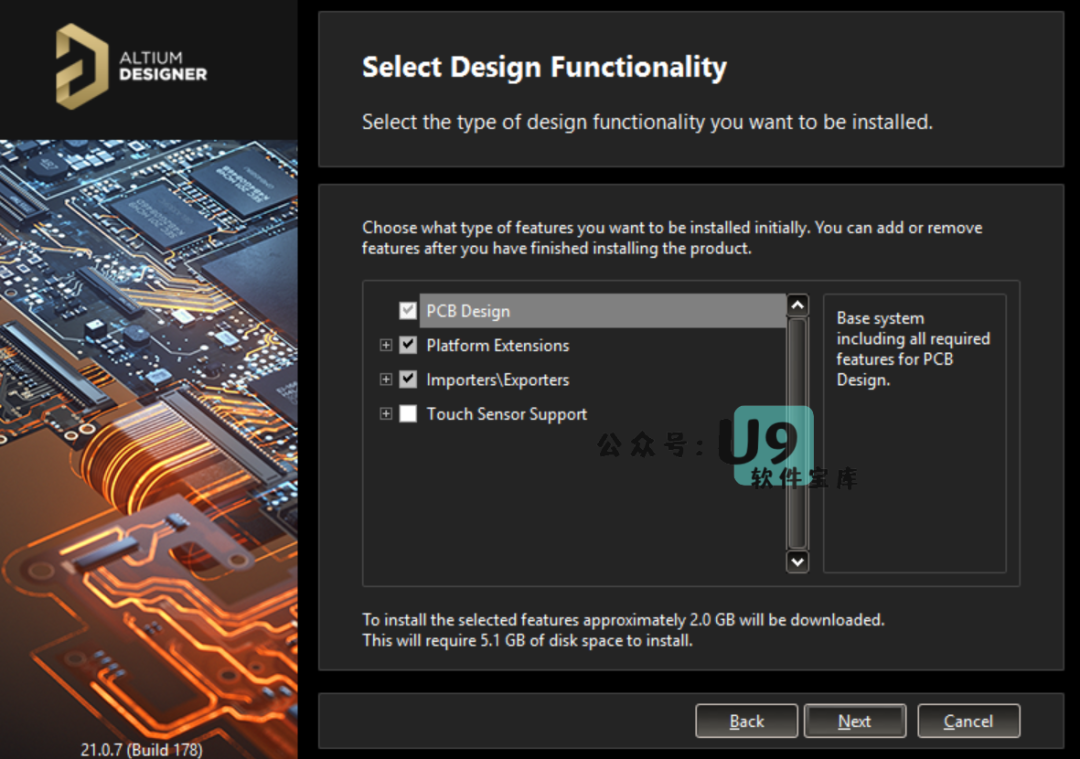 ALTIUM
DESIGNER
Select Design Functionality
Select the type of design functionality you want to be installed.
Choose what type of features you want to be installed initially. You can add or remove
features after you have finished installing the product.
PCB Design
Platform Extensions
Importers\Exporters
Touch Sensor Support
Base system
including all required
features for PCB
Design.
公众号：U9
软件宝库
To install the selected features approximately 2.0 GB will be downloaded.
This will require 5.1 GB of disk space to install.
Back
Next
Cancel
21.0.7 (Build 178)